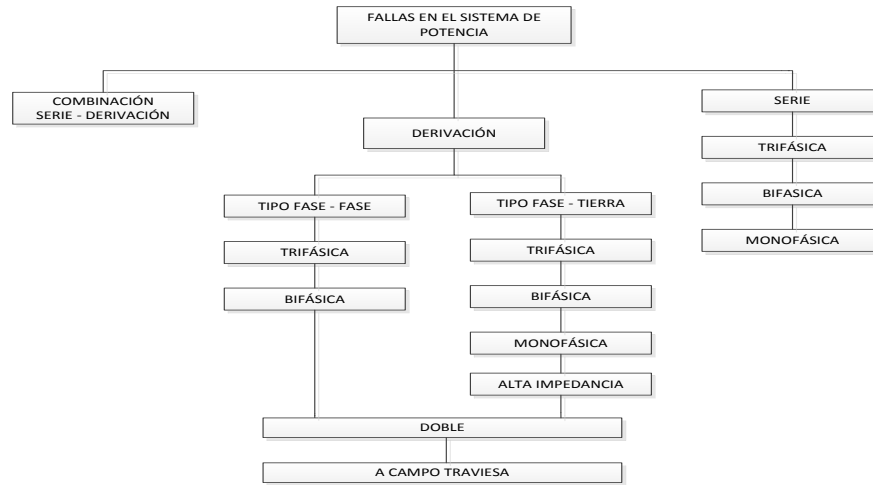 FALLAS EN EL SISTEMA DE
POTENCIA
COMBINACIÓN
SERIE - DERIVACIÓN
DERIVACIÓN
TIPO FASE - FASE
TRIFÁSICA
BIFÁSICA
TIPO FASE - TIERRA
TRIFÁSICA
BIFÁSICA
MONOFÁSICA
ALTA IMPEDANCIA
DOBLE
A CAMPO TRAVIESA
SERIE
TRIFÁSICA
BIFASICA
MONOFÁSICA